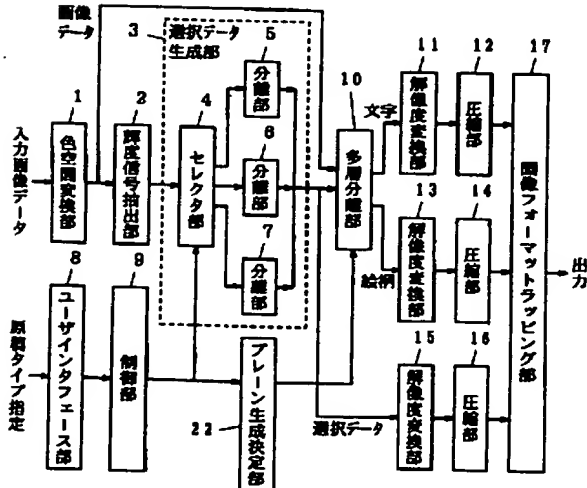 画像
データ
3
選択データ
生成部
5
分離部
1
2
4
6
分離部
7
分離部
10
11
12
17
入力画像データ
色空間変換部
輝度信号抽出部
セレクタ部
多層分離部
文字
解像度変換部
圧縮部
13
14
絵柄
解像度変換部
圧縮部
画像フォーマットラッピング部
出力
8
9
原稿タイプ指定
ユーザインタフェース部
制御部
22
プレーン生成決定部
15
16
選択データ
解像度変換部
圧縮部